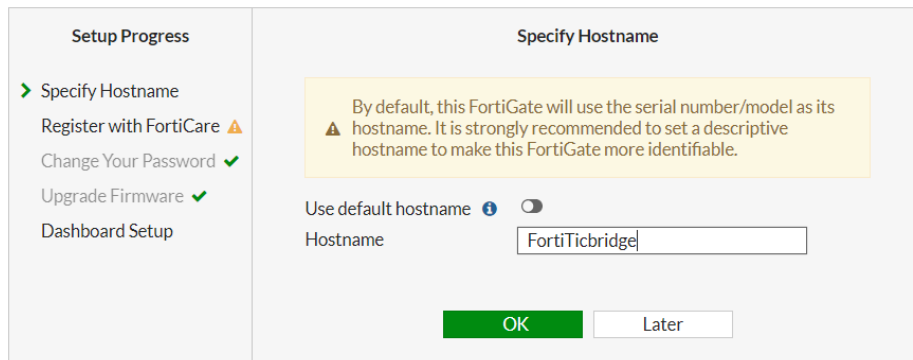 Setup Progress
Specify Hostname
Register with FortiCare
Change Your Password
Upgrade Firmware
Dashboard Setup
Specify Hostname
By default, this FortiGate will use the serial number/model as its
hostname. It is strongly recommended to set a descriptive
hostname to make this FortiGate more identifiable.
Use default hostname
Hostname
FortiTicbridge
OK
Later